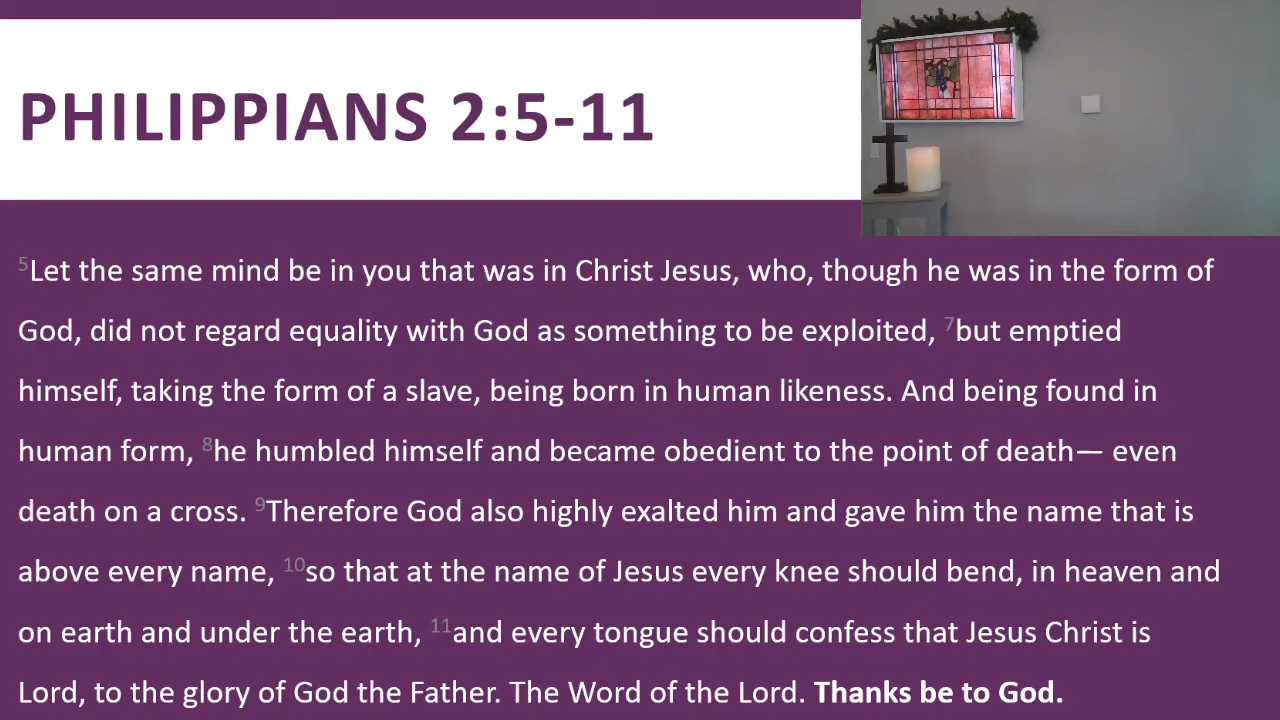 PHILIPPIANS 2:5-11
5Let the same mind be in you that was in Christ Jesus, who, though he was in the form of
God, did not regard equality with God as something to be exploited, 7but emptied
himself, taking the form of a slave, being born in human likeness. And being found in
human form, 8he humbled himself and became obedient to the point of death— even
death on a cross. 9Therefore God also highly exalted him and gave him the name that is
above every name, 10so that at the name of Jesus every knee should bend, in heaven and
on earth and under the earth, 11and every tongue should confess that Jesus Christ is
Lord, to the glory of God the Father. The Word of the Lord. Thanks be to God.